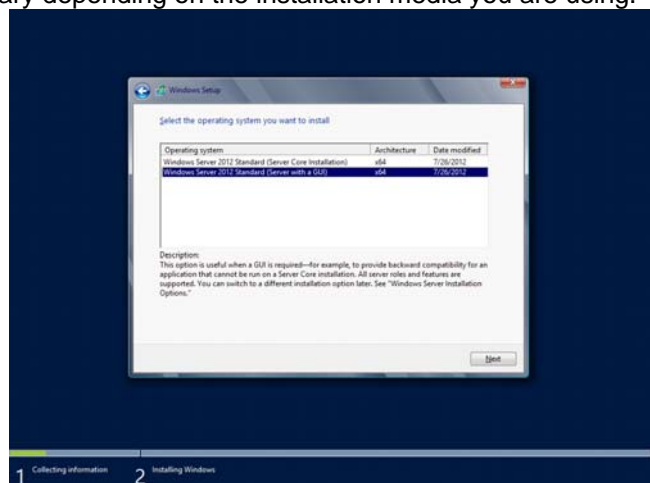 ary depending on the installation media you are using.
Windows Setup
Select the operating system you want to install
Operating system Architecture Date modified
Windows Server 2012 Standard (Server Core Installation) x64 7/26/2012
Windows Server 2012 Standard (Server with a GUI) x64 7/26/2012
Description:
This option is useful when a GUI is required—for example, to provide backward compatibility for an
application that cannot be run on a Server Core installation. All server roles and features are
supported. You can switch to a different installation option later. See "Windows Server Installation
Options."
Next
1 Collecting information 2 Installing Windows